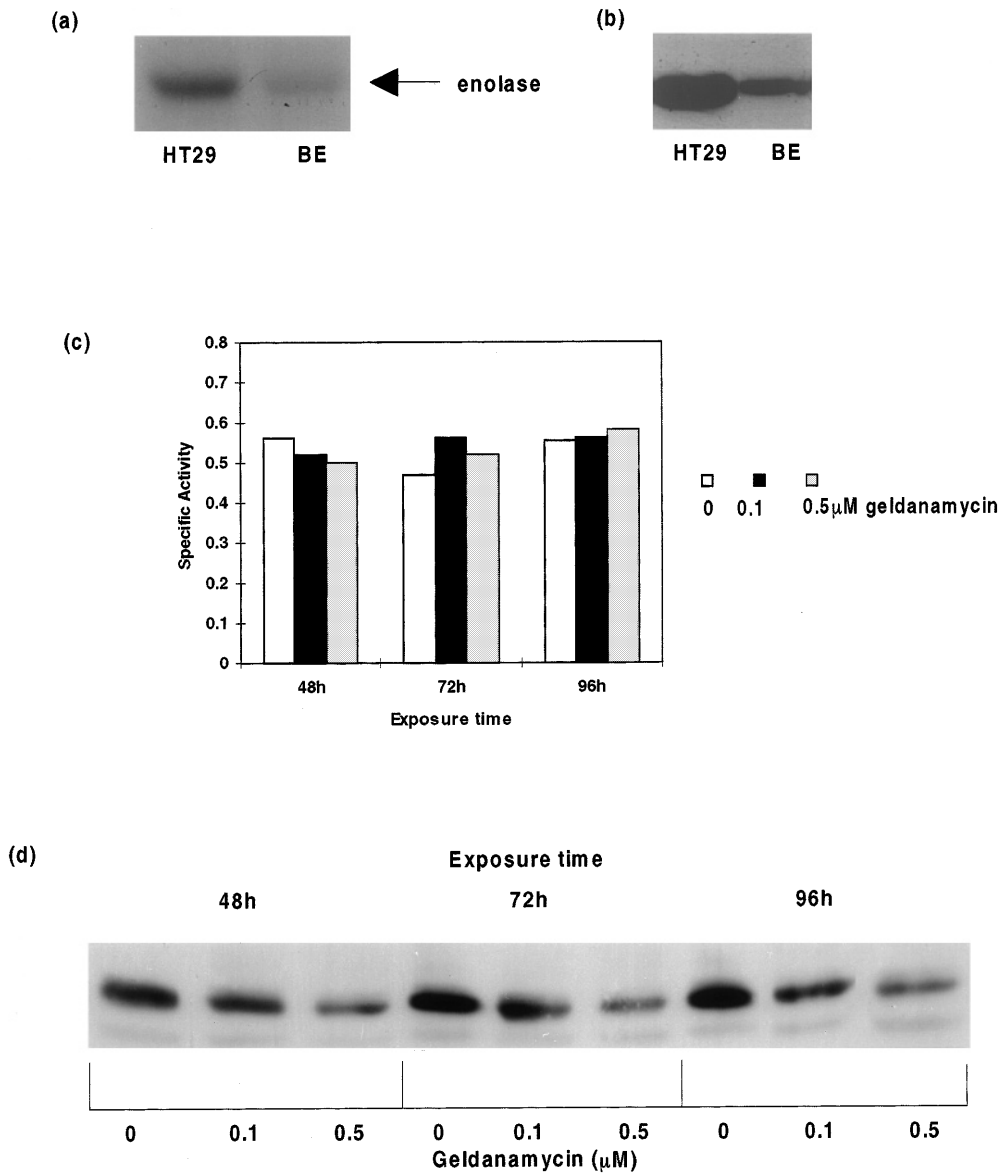 (a)
enolase
HT29 BE
(b)
HT29 BE
(c)
0.8
0.7
0.6
0.5
0.4
0.3
0.2
0.1
0
Specific Activity
48h 72h 96h
Exposure time
0 0.1 0.5μM geldanamycin
(d)
Exposure time
48h 72h 96h
0 0.1 0.5 0 0.1 0.5 0 0.1 0.5
Geldanamycin (μM)